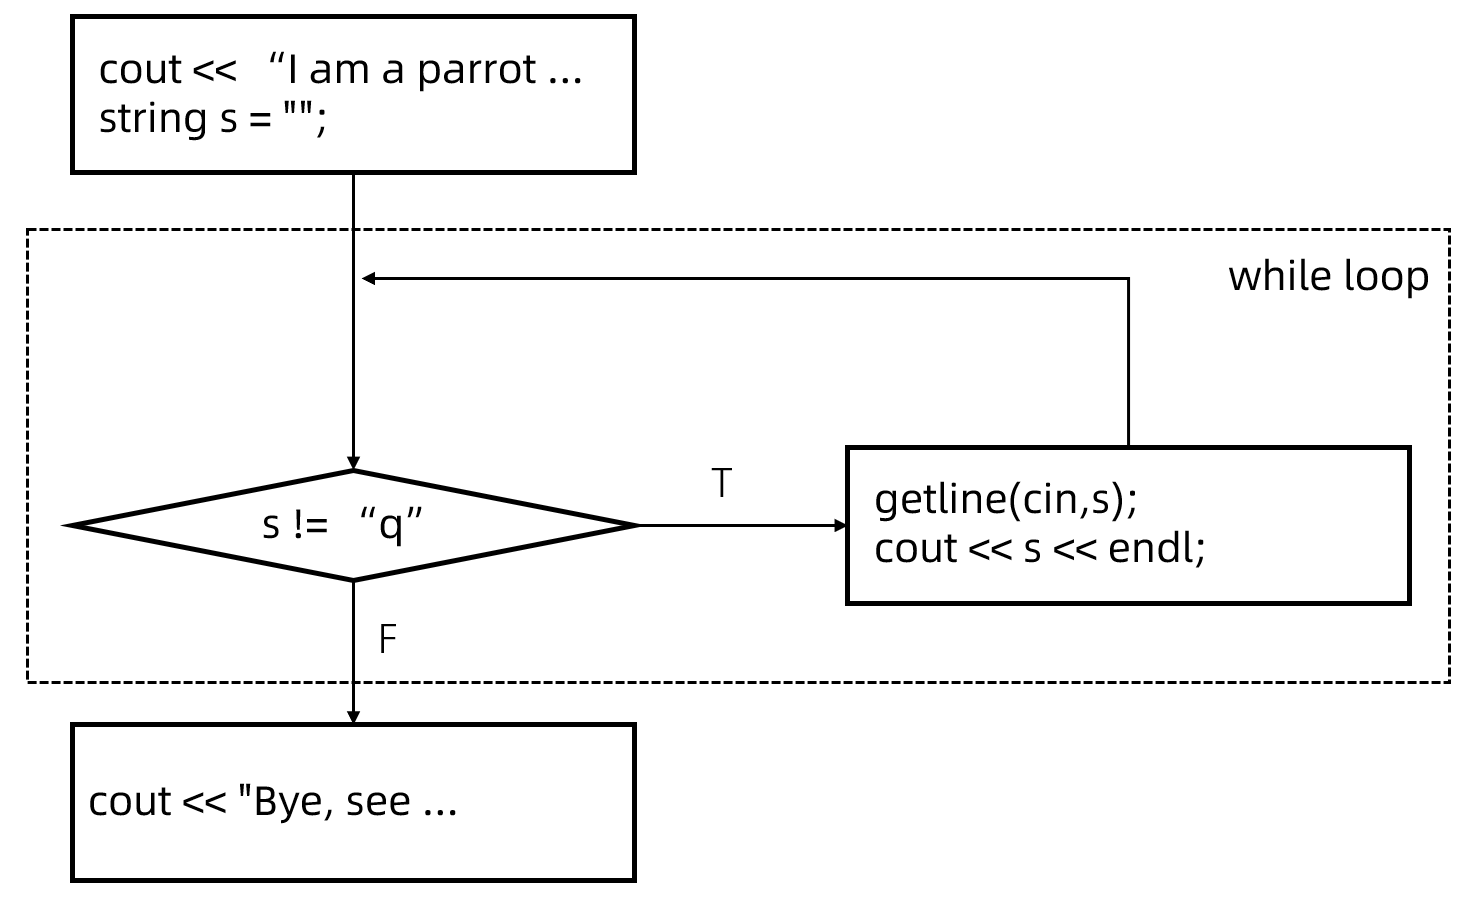 cout << “I am a parrot ...
string s = "";
while loop
s != “q”
T
getline(cin,s);
cout << s << endl;
F
cout << "Bye, see ...